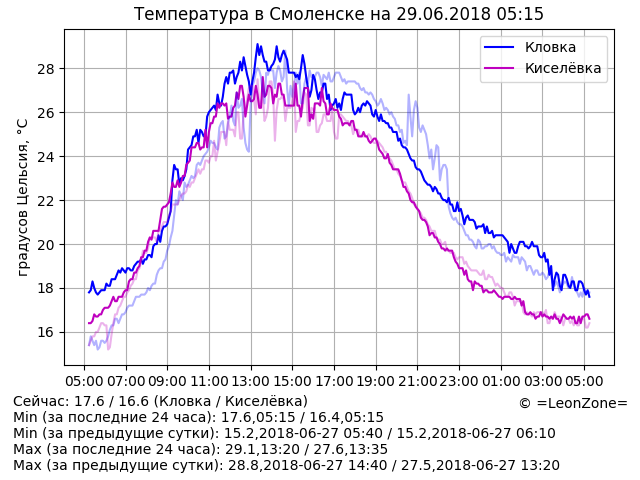 Температура в Смоленске на 29.06.2018 05:15
градусов Цельсия, °C
28
26
24
22
20
18
16
Кловка
Киселёвка
05:00 07:00 09:00 11:00 13:00 15:00 17:00 19:00 21:00 23:00 01:00 03:00 05:00
Сейчас: 17.6 / 16.6 (Кловка / Киселёвка)
© =LeonZone=
Min (за последние 24 часа): 17.6,05:15 / 16.4,05:15
Min (за предыдущие сутки): 15.2,2018-06-27 05:40 / 15.2,2018-06-27 06:10
Max (за последние 24 часа): 29.1,13:20 / 27.6,13:35
Max (за предыдущие сутки): 28.8,2018-06-27 14:40 / 27.5,2018-06-27 13:20